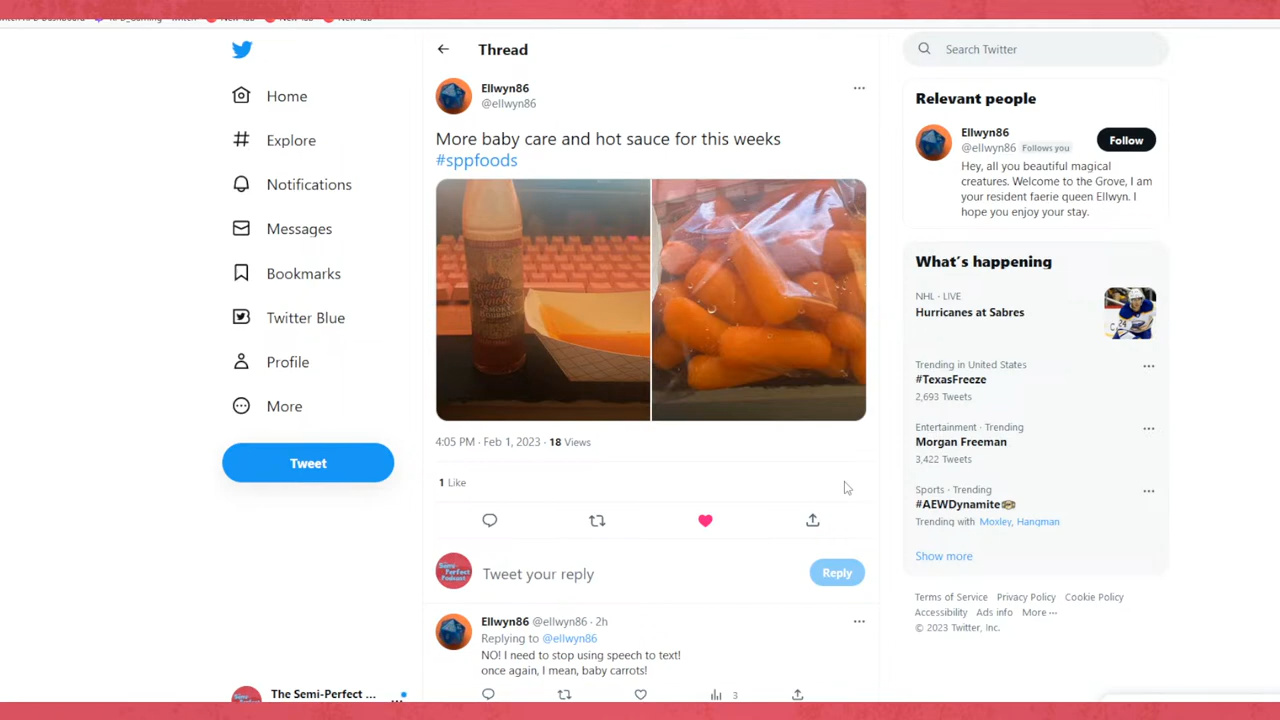 Thread
Search Twitter
Home
Explore
Notifications
Messages
Bookmarks
Twitter Blue
Profile
More
Tweet
The Semi-Perfect ...
Ellwyn86
@ellwyn86
More baby care and hot sauce for this weeks
#sppfoods
4:05 PM · Feb 1, 2023 · 18 Views
1 Like
Semi-
Perfect
Podcast
Tweet your reply
Reply
Ellwyn86 @ellwyn86 · 2h
Replying to @ellwyn86
NO! I need to stop using speech to text!
once again, I mean, baby carrots!
3
Relevant people
Ellwyn86
@ellwyn86 Follows you
Follow
Hey, all you beautiful magical
creatures. Welcome to the Grove, I am
your resident faerie queen Ellwyn. I
hope you enjoy your stay.
What's happening
NHL · LIVE
Hurricanes at Sabres
Trending in United States
#TexasFreeze
2,693 Tweets
Entertainment · Trending
Morgan Freeman
3,422 Tweets
Sports · Trending
#AEWDynamite
Trending with Moxley, Hangman
Show more
Terms of Service Privacy Policy Cookie Policy
Accessibility Ads info More ···
© 2023 Twitter, Inc.